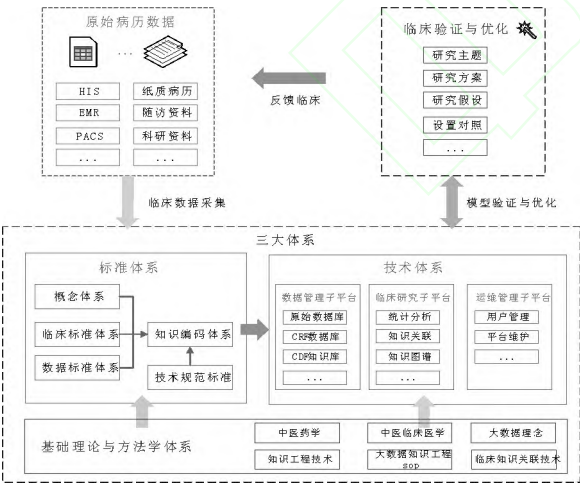 原始病历数据
...
HIS
纸质病历
EMR
随访资料
PACS
科研资料
...
...
反馈临床
临床验证与优化
研究主题
研究方案
研究假设
设置对照
...
临床数据采集
模型验证与优化
三大体系
标准体系
概念体系
临床标准体系
数据标准体系
知识编码体系
技术规范标准
技术体系
数据管理子平台
原始数据库
CRF数据库
CDF知识库
...
临床研究子平台
统计分析
知识关联
知识图谱
...
运维管理子平台
用户管理
平台维护
...
基础理论与方法学体系
中医药学
中医临床医学
大数据理念
知识工程技术
大数据知识工程
sop
临床知识关联技术